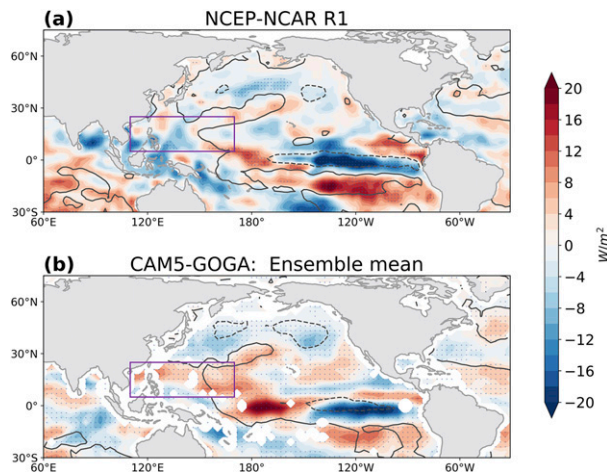 (a) NCEP-NCAR R1
60°N
30°N
0°
30°S
60°E 120°E 180° 120°W 60°W
(b) CAM5-GOGA: Ensemble mean
60°N
30°N
0°
30°S
60°E 120°E 180° 120°W 60°W
20
16
12
8
4
0
−4
−8
−12
−16
−20
W/m²